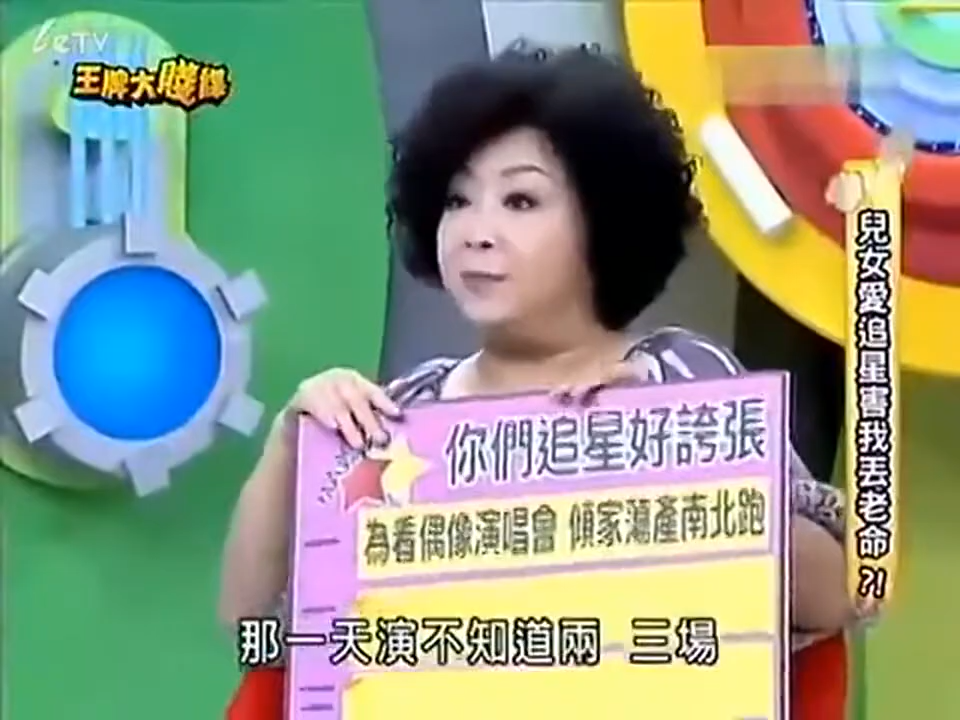 beTV
王牌大賤諜
兒女愛追星害我丟老命?!
你們追星好誇張
為看偶像演唱會 傾家蕩產南北跑
那一天演不知道兩 三場